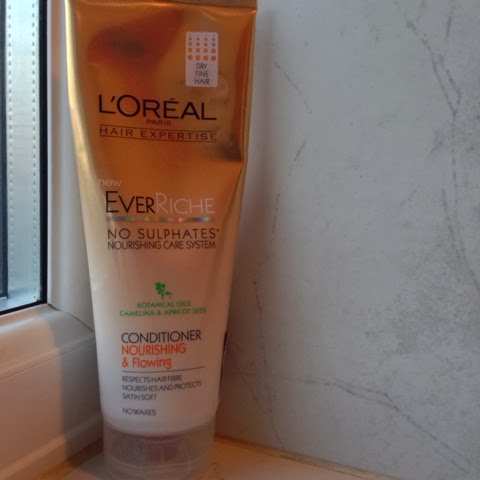 DRY
FINE
HAIR
L'ORÉAL
PARIS
HAIR EXPERTISE
new
EVERRICHE
NO SULPHATES™
NOURISHING CARE SYSTEM
BOTANICAL OILS
CAMELINA & APRICOT SEED
CONDITIONER
NOURISHING
& Flowing
RESPECTS HAIR FIBRE
NOURISHES AND PROTECTS
SATIN SOFT
NO WAXES